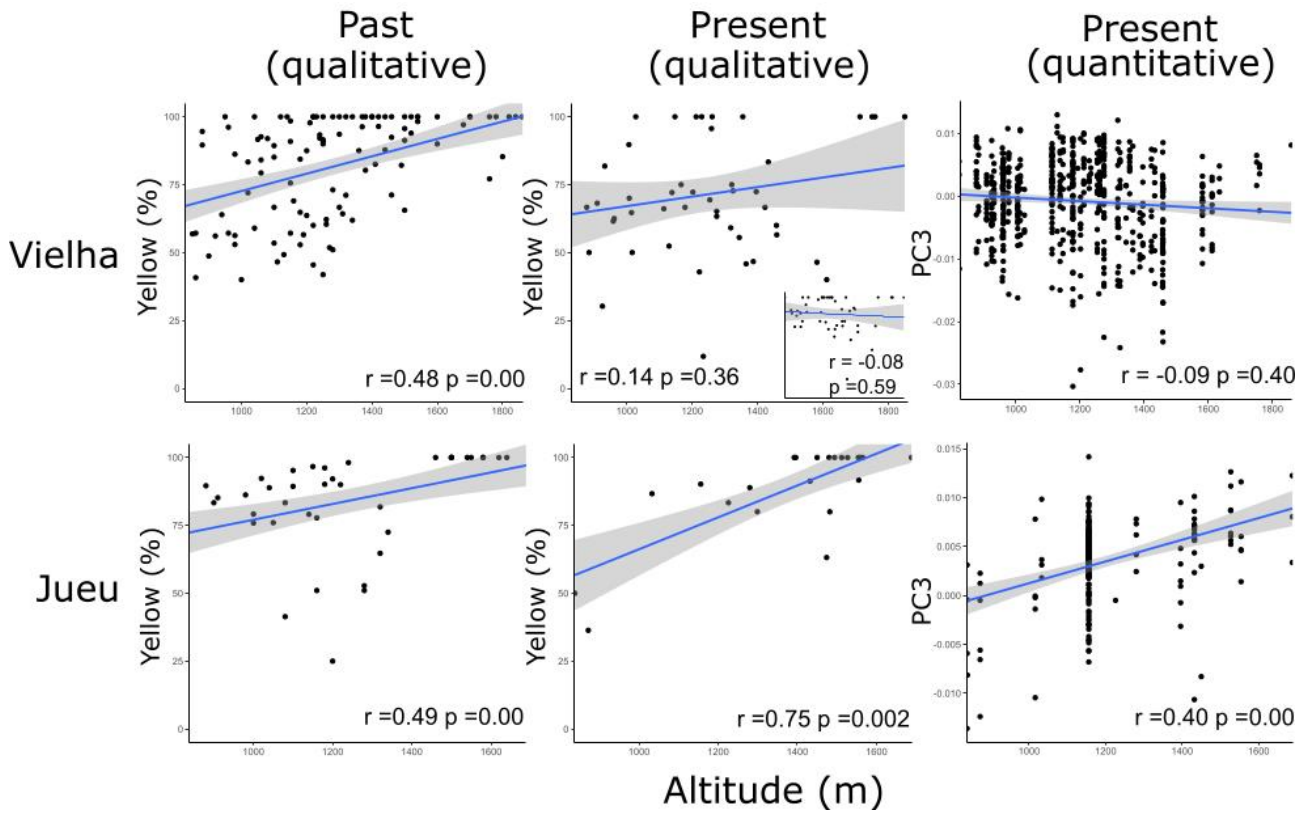 Past
(qualitative)
Present
(qualitative)
Present
(quantitative)
Vielha
Yellow (%)
100
75
50
25
0
r =0.48 p =0.00
1000 1200 1400 1600 1800
Yellow (%)
100
75
50
25
0
r =0.14 p =0.36
r = -0.08
p =0.59
1000 1200 1400 1600 1800
PC3
0.01
0.00
-0.01
-0.02
-0.03
r = -0.09 p =0.40
1000 1200 1400 1600 1800
Jueu
Yellow (%)
100
75
50
25
0
r =0.49 p =0.00
1000 1200 1400 1600
Yellow (%)
100
75
50
25
0
r=0.75 p =0.002
1000 1200 1400 1600
PC3
0.015
0.010
0.005
0.000
-0.005
-0.010
r=0.40 p =0.00
1000 1200 1400 1600
Altitude (m)